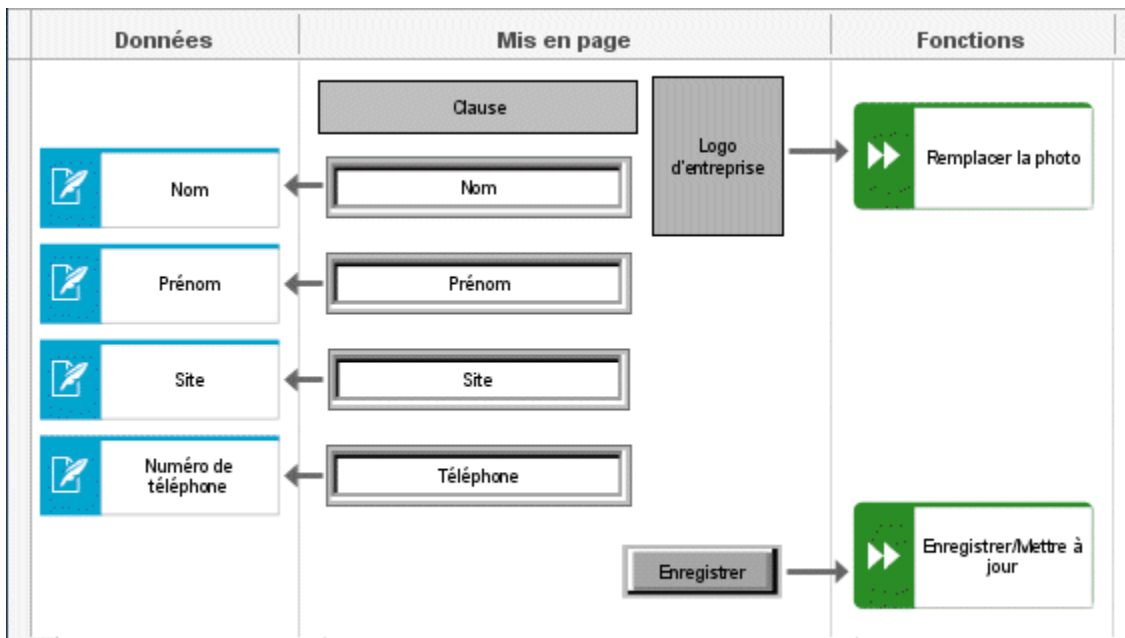 Données
Mis en page
Fonctions
Clause
Logo
d'entreprise
Remplacer la photo
Nom
Nom
Prénom
Prénom
Site
Site
Numéro de
téléphone
Téléphone
Enregistrer
Enregistrer/Mettre à
jour